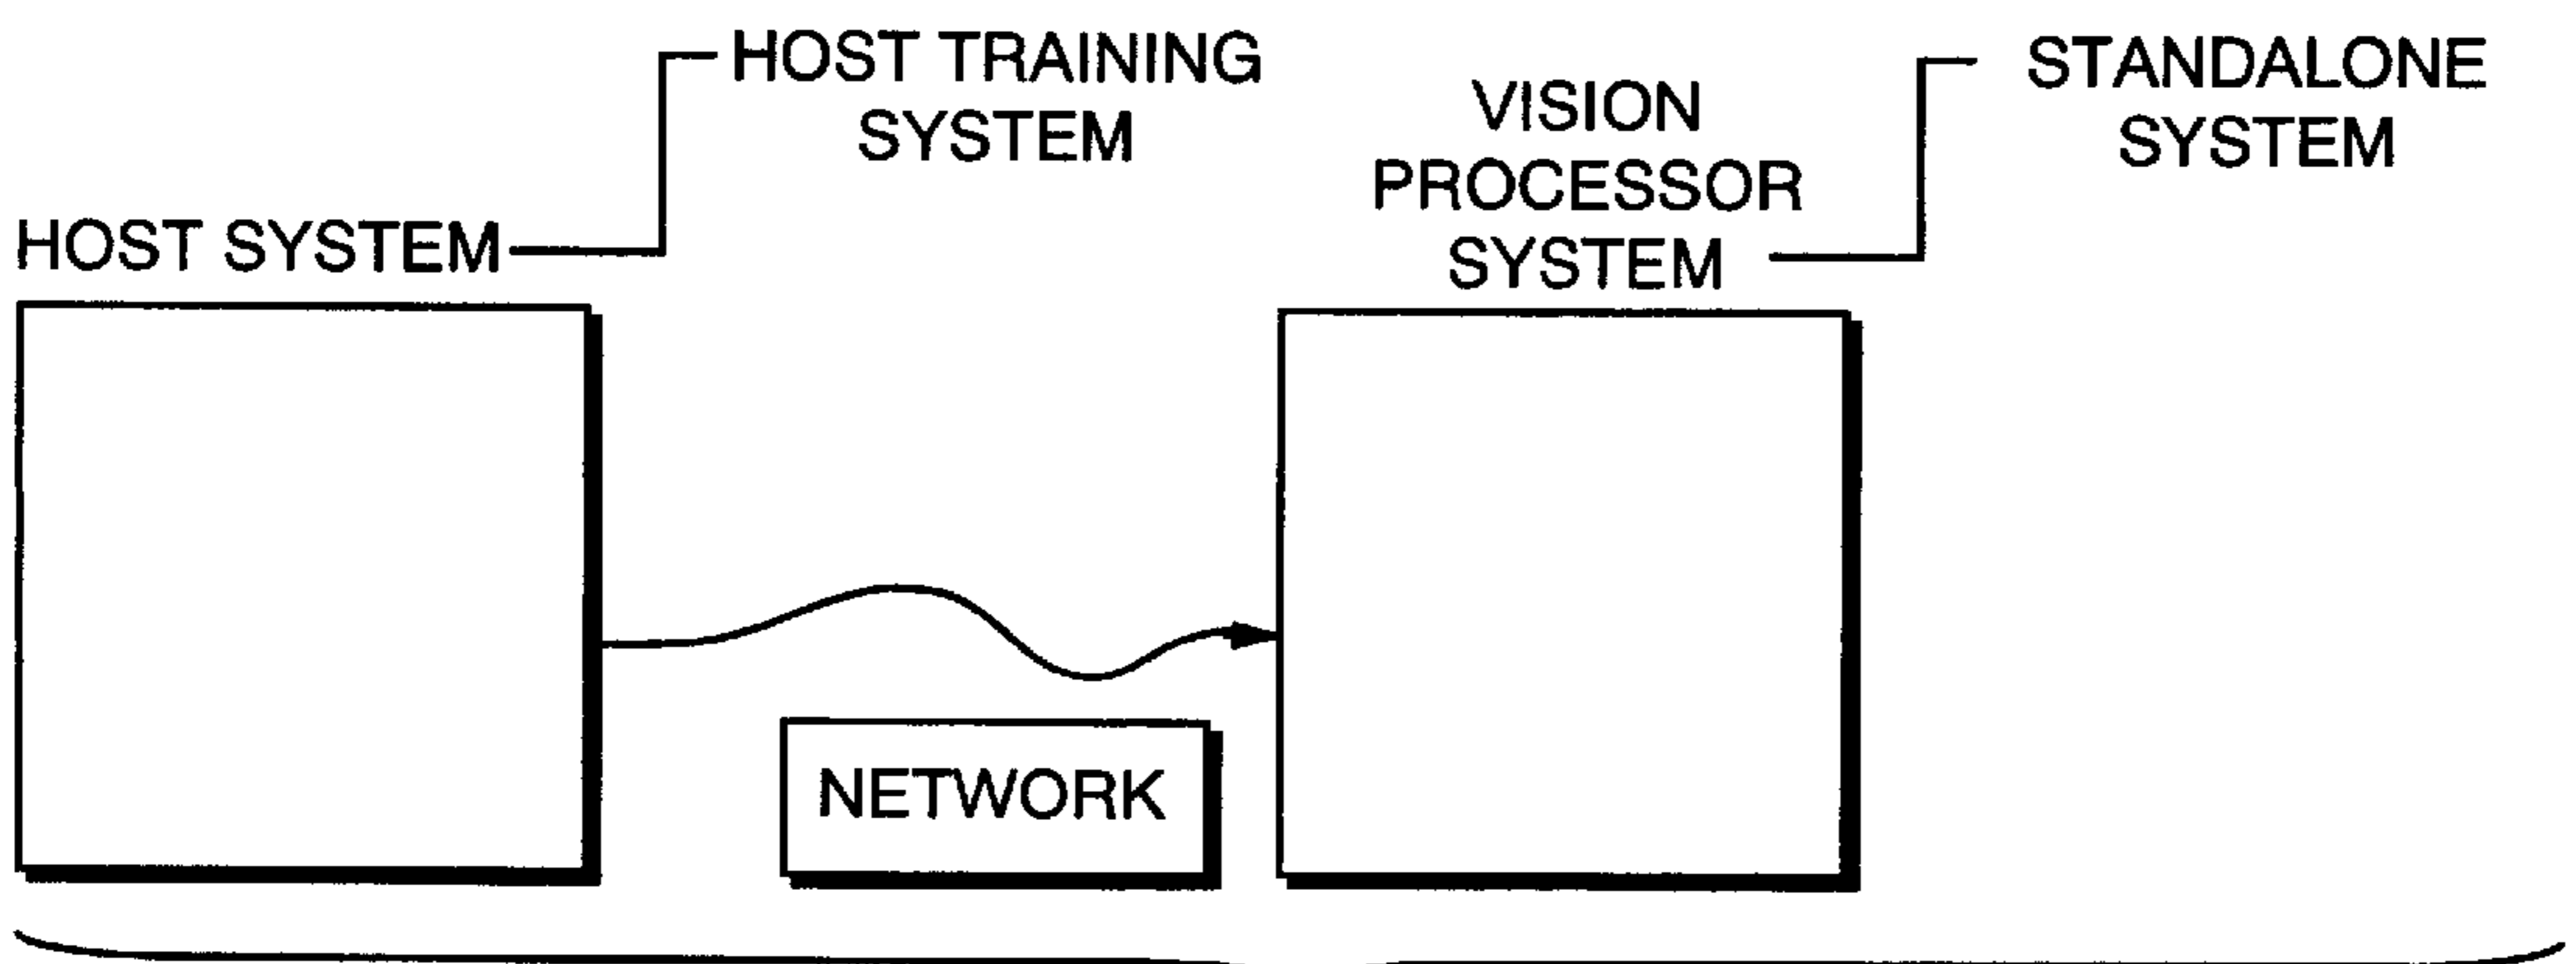 HOST TRAINING
SYSTEM
HOST SYSTEM
VISION
PROCESSOR
SYSTEM
STANDALONE
SYSTEM
NETWORK